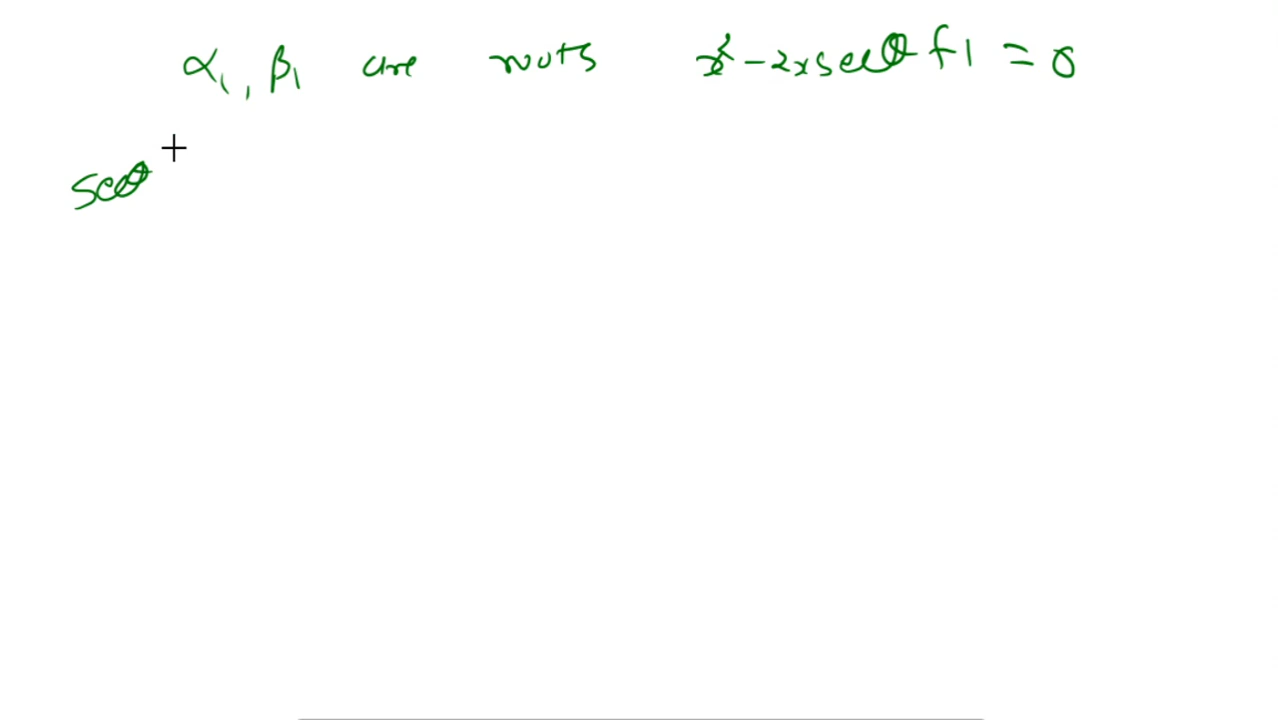 α₁, β₁ are roots x² - 2x secθ + 1 = 0
secθ